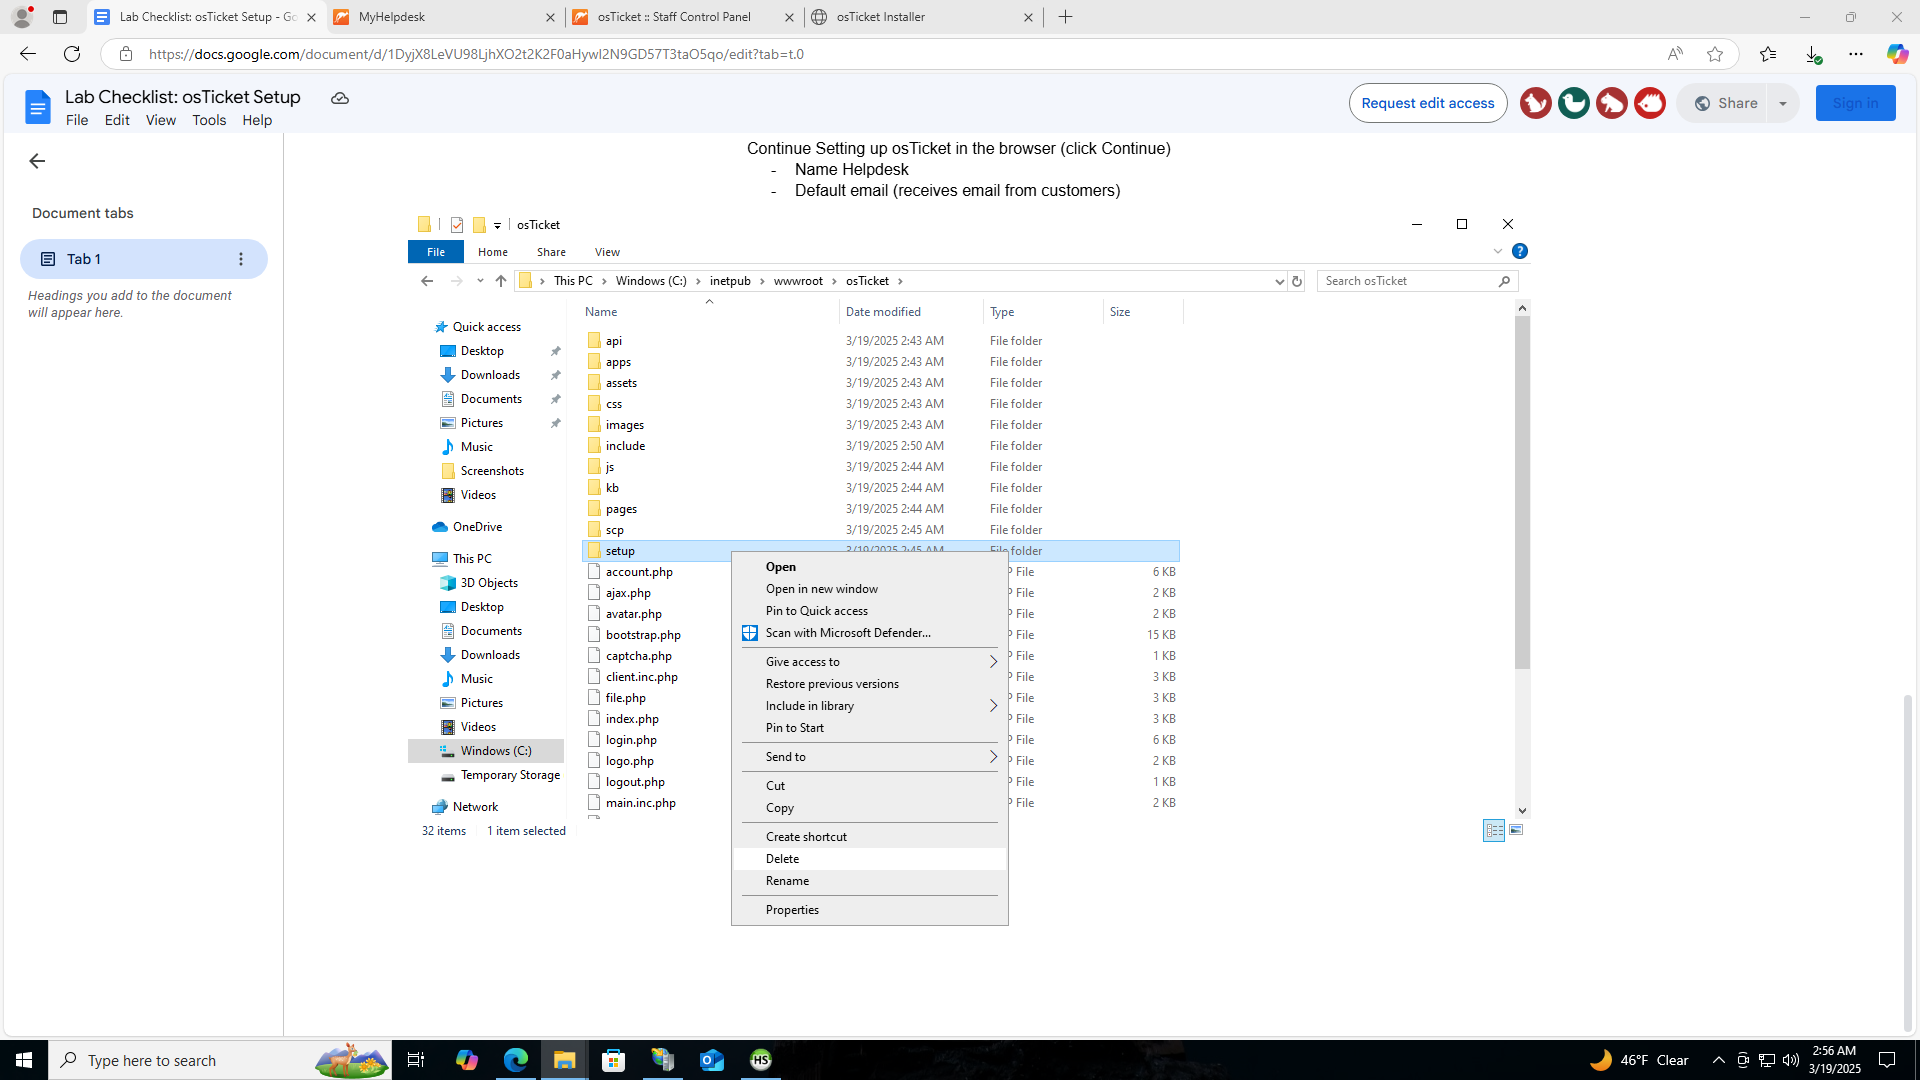 Lab Checklist: osTicket Setup - Go
MyHelpdesk
osTicket :: Staff Control Panel
osTicket Installer
https://docs.google.com/document/d/1DyjX8LeVU98LjhXO2t2K2F0aHywI2N9GD57T3taO5qo/edit?tab=t.0
Lab Checklist: osTicket Setup
File Edit View Tools Help
Request edit access
Share
Sign in
Document tabs
Tab 1
Headings you add to the document
will appear here.
Continue Setting up osTicket in the browser (click Continue)
- Name Helpdesk
- Default email (receives email from customers)
osTicket
File Home Share View
This PC > Windows (C:) > inetpub > wwwroot > osTicket >
Search osTicket
Name Date modified Type Size
Quick access
Desktop
Downloads
Documents
Pictures
Music
Screenshots
Videos
OneDrive
This PC
3D Objects
Desktop
Documents
Downloads
Music
Pictures
Videos
Windows (C:)
Temporary Storage
Network
api 3/19/2025 2:43 AM File folder
apps 3/19/2025 2:43 AM File folder
assets 3/19/2025 2:43 AM File folder
css 3/19/2025 2:43 AM File folder
images 3/19/2025 2:43 AM File folder
include 3/19/2025 2:50 AM File folder
js 3/19/2025 2:44 AM File folder
kb 3/19/2025 2:44 AM File folder
pages 3/19/2025 2:44 AM File folder
scp 3/19/2025 2:45 AM File folder
setup 3/19/2025 2:45 AM File folder
account.php P File 6 KB
ajax.php P File 2 KB
avatar.php P File 2 KB
bootstrap.php P File 15 KB
captcha.php P File 1 KB
client.inc.php P File 3 KB
file.php P File 3 KB
index.php P File 3 KB
login.php P File 6 KB
logo.php P File 2 KB
logout.php P File 1 KB
main.inc.php P File 2 KB
Open
Open in new window
Pin to Quick access
Scan with Microsoft Defender...
Give access to
Restore previous versions
Include in library
Pin to Start
Send to
Cut
Copy
Create shortcut
Delete
Rename
Properties
32 items 1 item selected
Type here to search
HS
46°F Clear
2:56 AM
3/19/2025